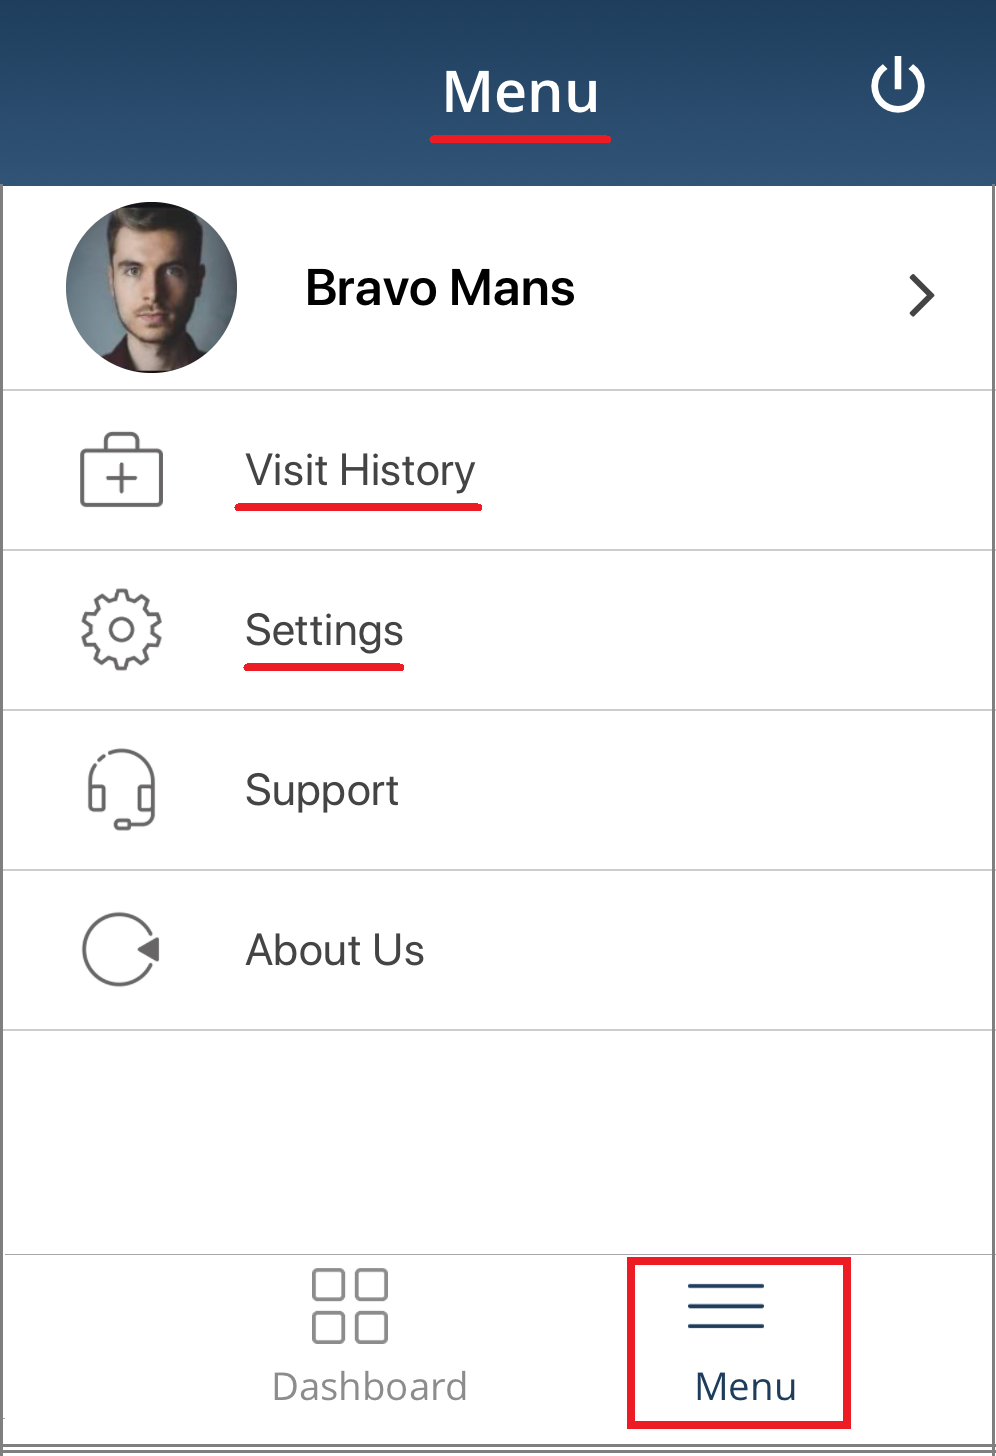 Menu
Bravo Mans
Visit History
Settings
Support
About Us
Dashboard
Menu